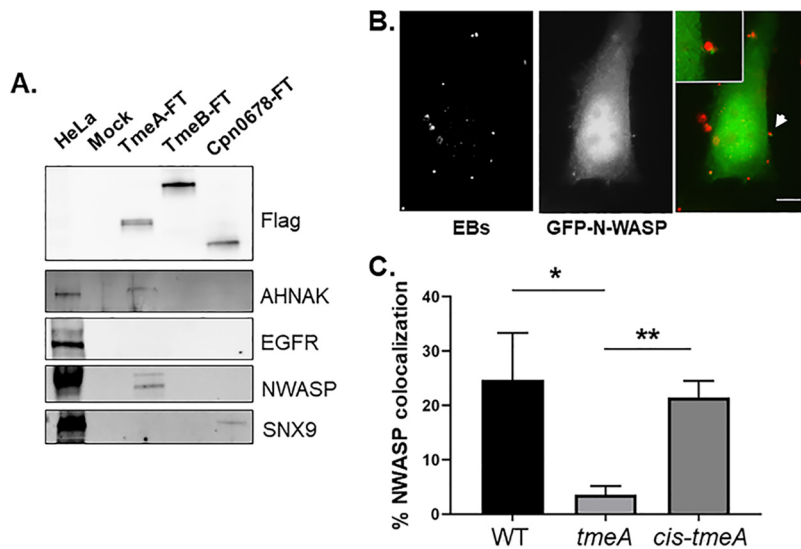 A.
HeLa
Mock
TmeA-FT
TmeB-FT
Cpn0678-FT
Flag
AHNAK
EGFR
NWASP
SNX9
B.
EBs
GFP-N-WASP
C.
% NWASP colocalization
40
30
20
10
0
*
**
WT
tmeA
cis-tmeA